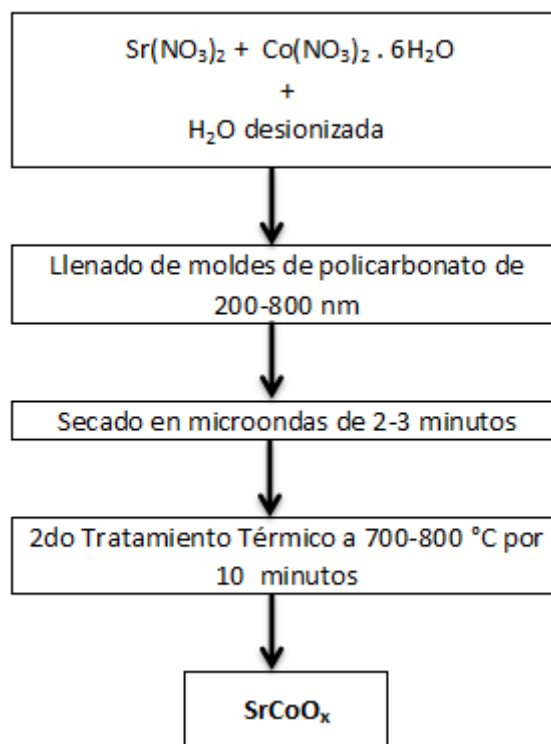 Sr(NO₃)₂ + Co(NO₃)₂ . 6H₂O
+
H₂O desionizada
Llenado de moldes de policarbonato de
200-800 nm
Secado en microondas de 2-3 minutos
2do Tratamiento Térmico a 700-800 °C por
10 minutos
SrCoOₓ